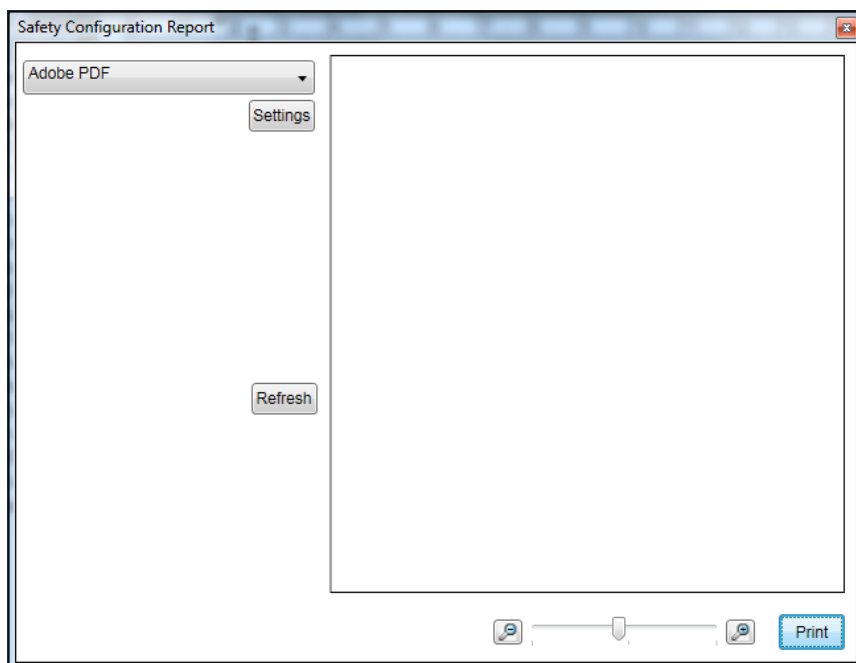 Safety Configuration Report
Adobe PDF
Settings
Refresh
Print